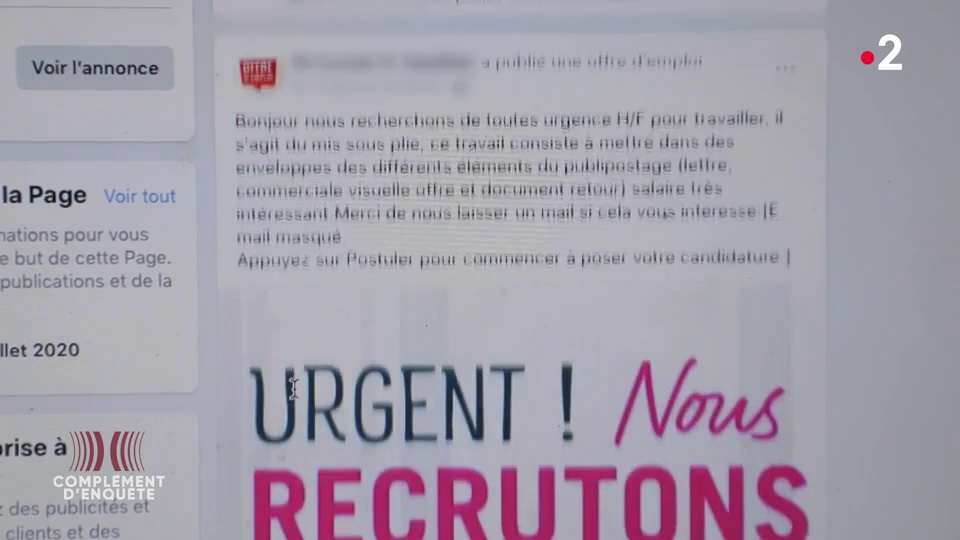 Voir l'annonce
OFFRE
a publié une offre d'emploi
...
Bonjour nous recherchons de toutes urgence H/F pour travailler, il
s'agit du mis sous plie, ce travail consiste à mettre dans des
enveloppes des différents éléments du publipostage (lettre,
commerciale visuelle offre et document retour) salaire très
intéressant Merci de nous laisser un mail si cela vous interesse |E
mail masqué
Appuyez sur Postuler pour commencer à poser votre candidature |
la Page Voir tout
mations pour vous
e but de cette Page.
publications et de la
llet 2020
URGENT ! Nous
RECRUTONS
prise à
z des publicités et
clients et des
COMPLÉMENT
D'ENQUÊTE
2